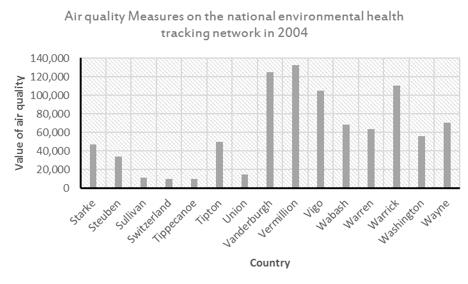 Air quality Measures on the national environmental health
tracking network in 2004
Value of air quality
140,000
120,000
100,000
80,000
60,000
40,000
20,000
0
Starke
Steuben
Sullivan
Switzerland
Tippecanoe
Tipton
Union
Vanderburgh
Vermillion
Vigo
Wabash
Warren
Warrick
Washington
Wayne
Country